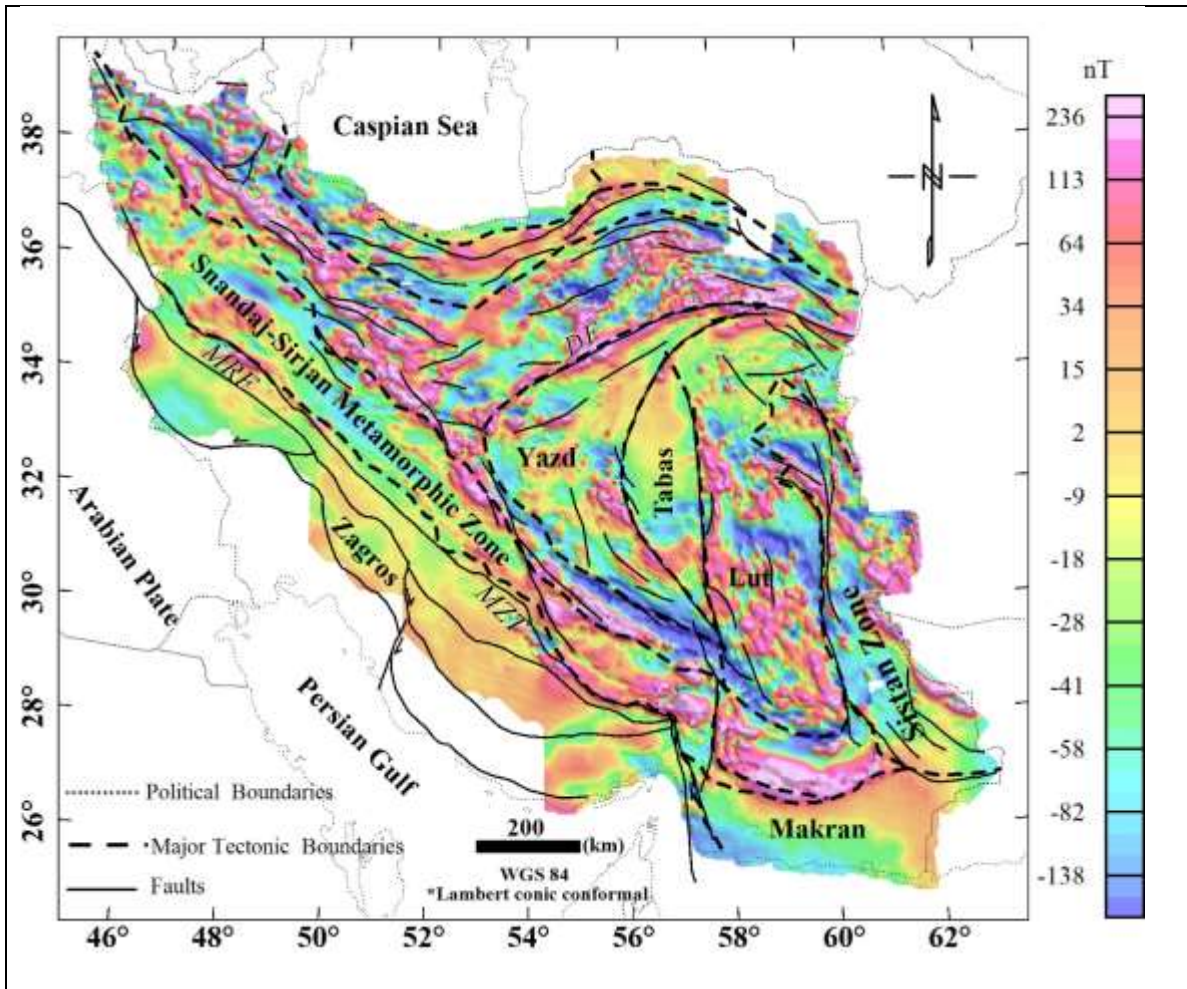 nT
236
113
64
34
15
2
-9
-18
-28
-41
-58
-82
-138
38°
36°
34°
32°
30°
28°
26°
Caspian Sea
N
Snandaj-Sirjan Metamorphic Zone
MRF
DF
Yazd
Tabas
Lut
Sistan Zone
Zagros
MZT
Arabian Plate
Persian Gulf
Makran
Political Boundaries
Major Tectonic Boundaries
Faults
200
(km)
WGS 84
*Lambert conic conformal
46° 48° 50° 52° 54° 56° 58° 60° 62°